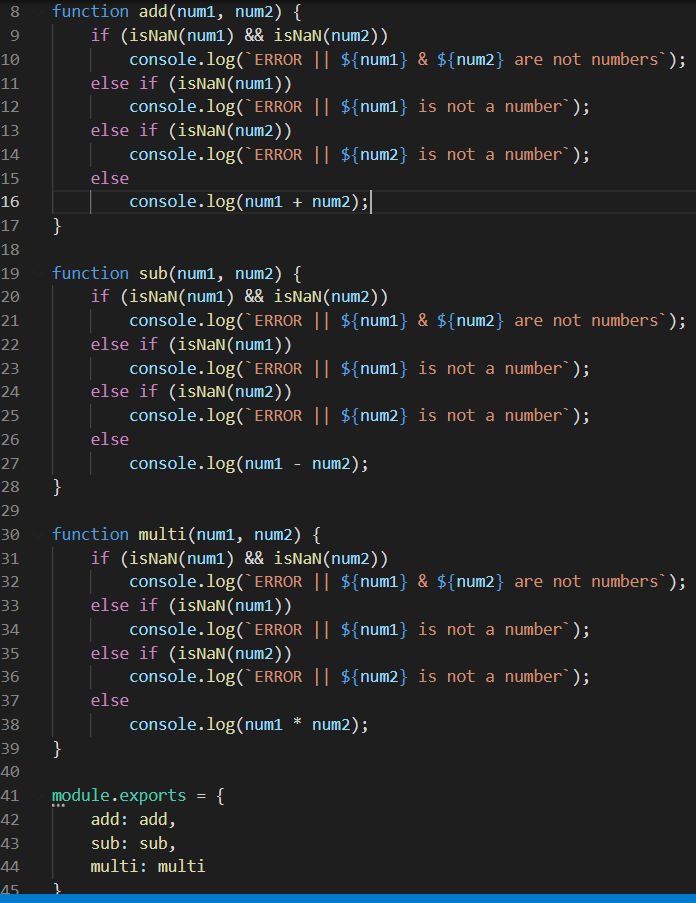 8 function add(num1, num2) {
9     if (isNaN(num1) && isNaN(num2))
10         console.log(`ERROR || ${num1} & ${num2} are not numbers`);
11     else if (isNaN(num1))
12         console.log(`ERROR || ${num1} is not a number`);
13     else if (isNaN(num2))
14         console.log(`ERROR || ${num2} is not a number`);
15     else
16         console.log(num1 + num2);
17 }
18
19 function sub(num1, num2) {
20     if (isNaN(num1) && isNaN(num2))
21         console.log(`ERROR || ${num1} & ${num2} are not numbers`);
22     else if (isNaN(num1))
23         console.log(`ERROR || ${num1} is not a number`);
24     else if (isNaN(num2))
25         console.log(`ERROR || ${num2} is not a number`);
26     else
27         console.log(num1 - num2);
28 }
29
30 function multi(num1, num2) {
31     if (isNaN(num1) && isNaN(num2))
32         console.log(`ERROR || ${num1} & ${num2} are not numbers`);
33     else if (isNaN(num1))
34         console.log(`ERROR || ${num1} is not a number`);
35     else if (isNaN(num2))
36         console.log(`ERROR || ${num2} is not a number`);
37     else
38         console.log(num1 * num2);
39 }
40
41 module.exports = {
42     add: add,
43     sub: sub,
44     multi: multi
45 }